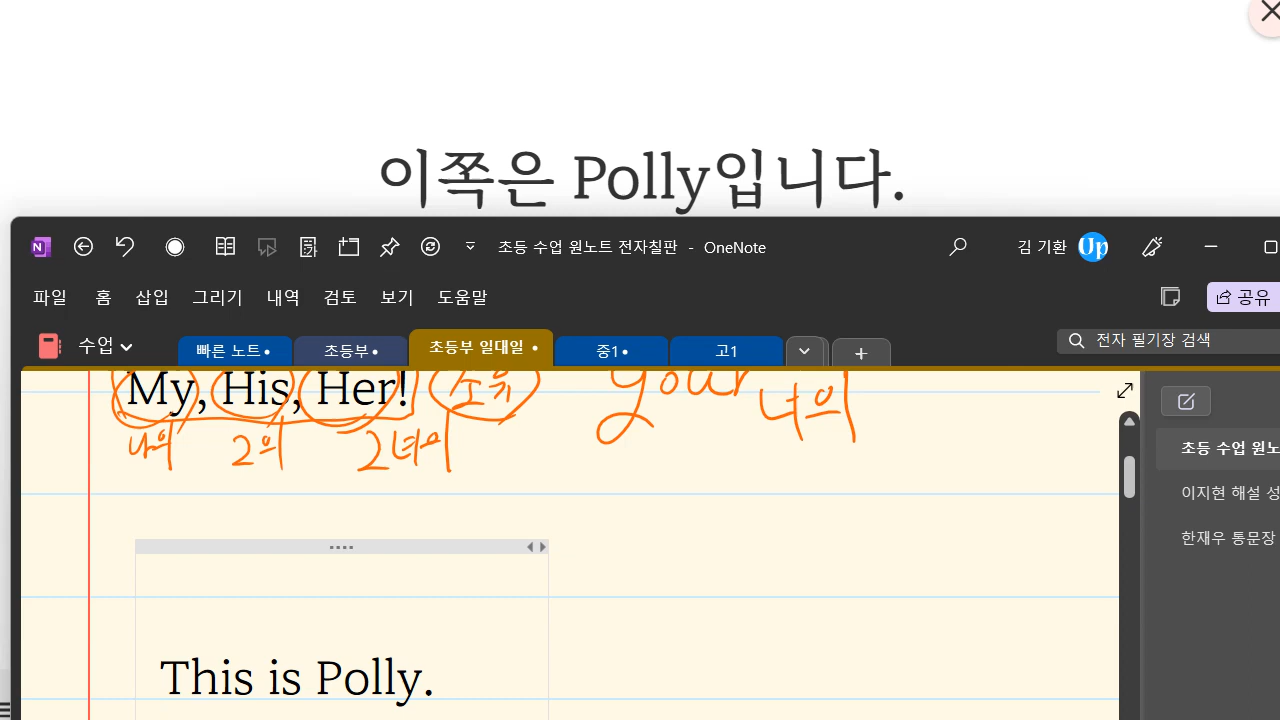 이쪽은 Polly입니다.
초등 수업 원노트 전자칠판 - OneNote
김 기환
Up
파일 홈 삽입 그리기 내역 검토 보기 도움말
공유
수업
빠른 노트
초등부
초등부 일대일
중1
고1
전자 필기장 검색
My, His, Her! 소유 your 너의
나의 그의 그녀의
초등 수업 원노
이지현 해설 성
한재우 통문장
This is Polly.